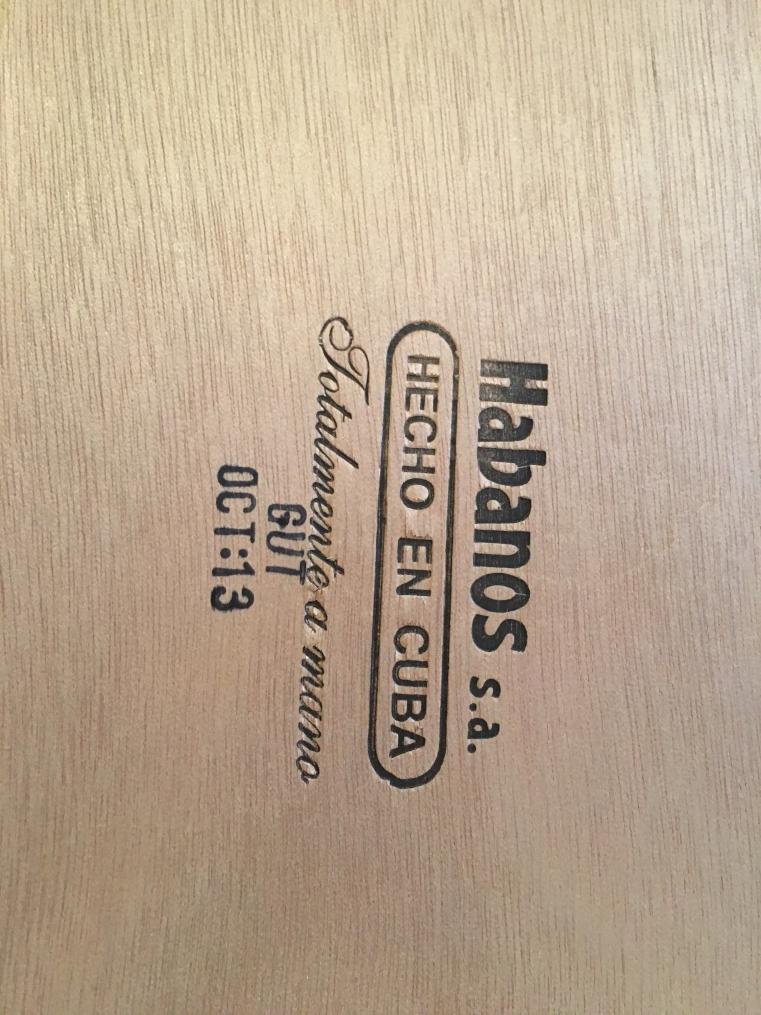 Habanos s.a.
HECHO EN CUBA
Totalmente a mano
GUT
OCT:13